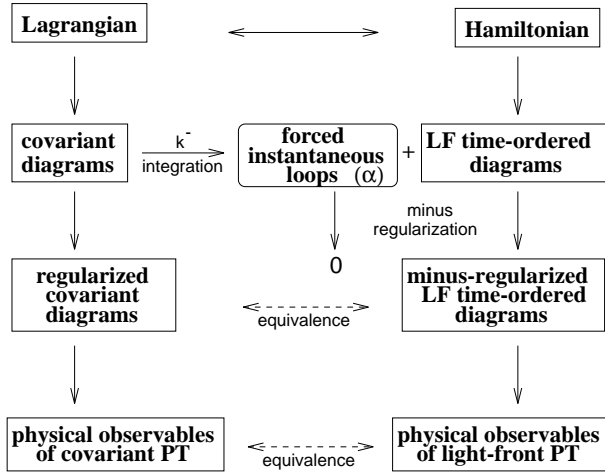 Lagrangian
Hamiltonian
covariant
diagrams
k-
integration
forced
instantaneous
loops (α)
+
LF time-ordered
diagrams
minus
regularization
0
regularized
covariant
diagrams
equivalence
minus-regularized
LF time-ordered
diagrams
physical observables
of covariant PT
equivalence
physical observables
of light-front PT